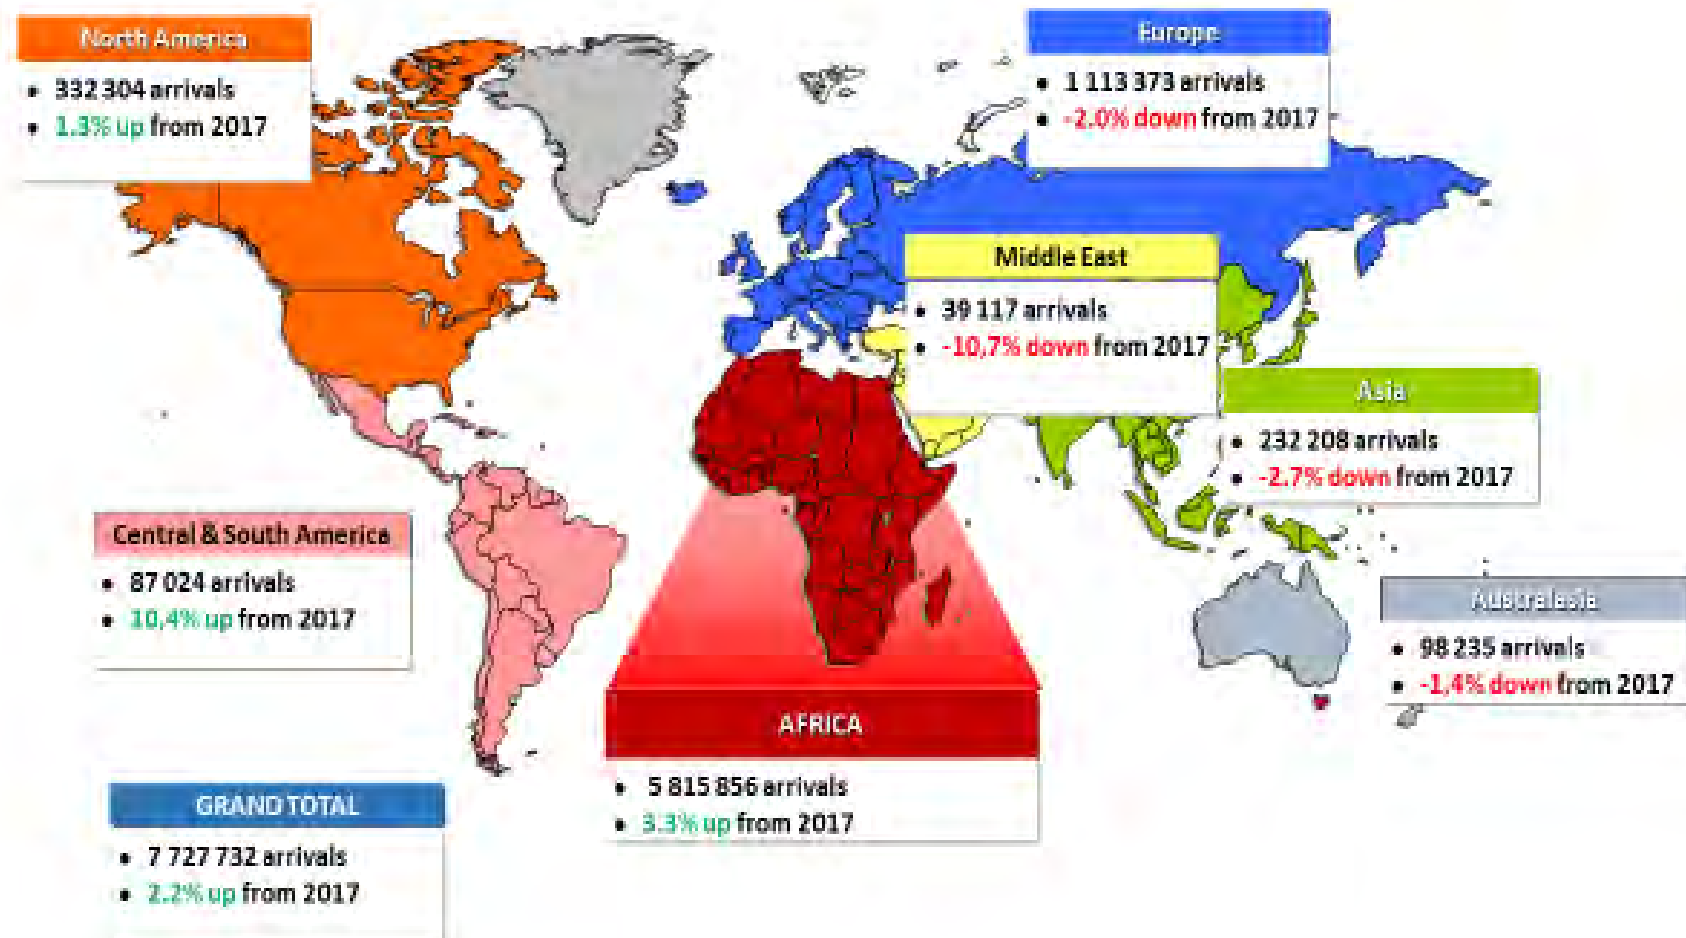 North America
• 332 304 arrivals
• 1.3% up from 2017
Europe
• 1 113 373 arrivals
• -2.0% down from 2017
Middle East
• 39 117 arrivals
• -10,7% down from 2017
Asia
• 232 208 arrivals
• -2.7% down from 2017
Central & South America
• 87 024 arrivals
• 10,4% up from 2017
Australasia
• 98 235 arrivals
• -1,4% down from 2017
AFRICA
• 5 815 856 arrivals
• 3.3% up from 2017
GRAND TOTAL
• 7 727 732 arrivals
• 2.2% up from 2017